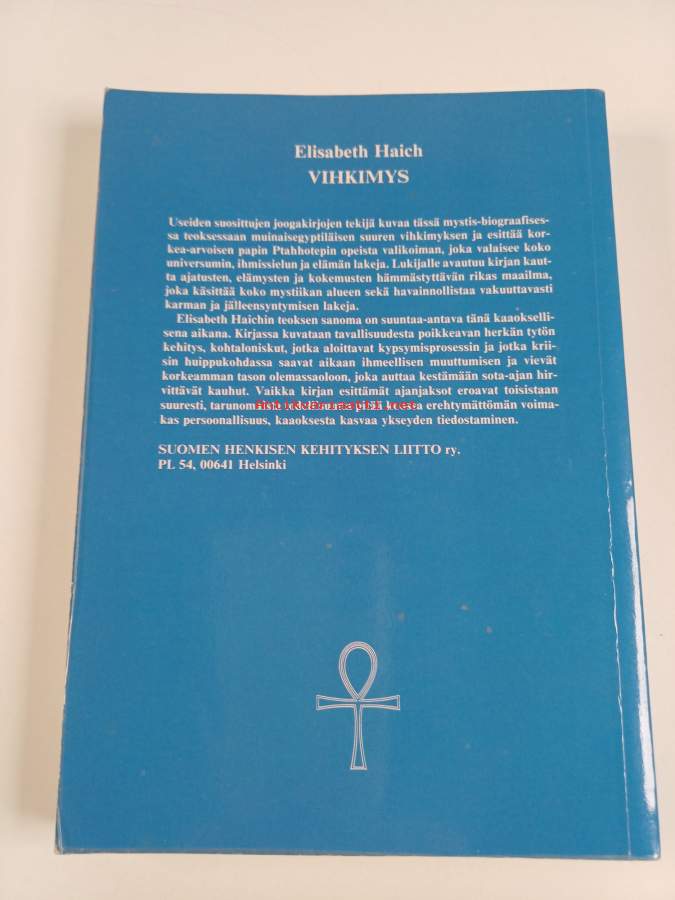 Elisabeth Haich
VIHKIMYS
Useiden suosittujen joogakirjojen tekijä kuvaa tässä mystis-biograafises-
sa teoksessaan muinaisegyptiläisen suuren vihkimyksen ja esittää kor-
kea-arvoisen papin Ptahhotepin opeista valikoiman, joka valaisee koko
universumin, ihmissielun ja elämän lakeja. Lukijalle avautuu kirjan kaut-
ta ajatusten, elämysten ja kokemusten hämmästyttävän rikas maailma,
joka käsittää koko mystiikan alueen sekä havainnollistaa vakuuttavasti
karman ja jälleensyntymisen lakeja.
Elisabeth Haichin teoksen sanoma on suuntaa-antava tänä kaaokselli-
sena aikana. Kirjassa kuvataan tavallisuudesta poikkeavan herkän tytön
kehitys, kohtaloniskut, jotka aloittavat kypsymisprosessin ja jotka krii-
sin huippukohdassa saavat aikaan ihmeellisen muuttumisen ja vievät
korkeamman tason olemassaoloon, joka auttaa kestämään sota-ajan hir-
vittävät kauhut. Vaikka kirjan esittämät ajanjaksot eroavat toisistaan
suuresti, tarunomaisen
Antikvariaatti.net
erehtymättömän voima-
kas persoonallisuus, kaaoksesta kasvaa ykseyden tiedostaminen.
SUOMEN HENKISEN KEHITYKSEN LIITTO ry.
PL 54, 00641 Helsinki